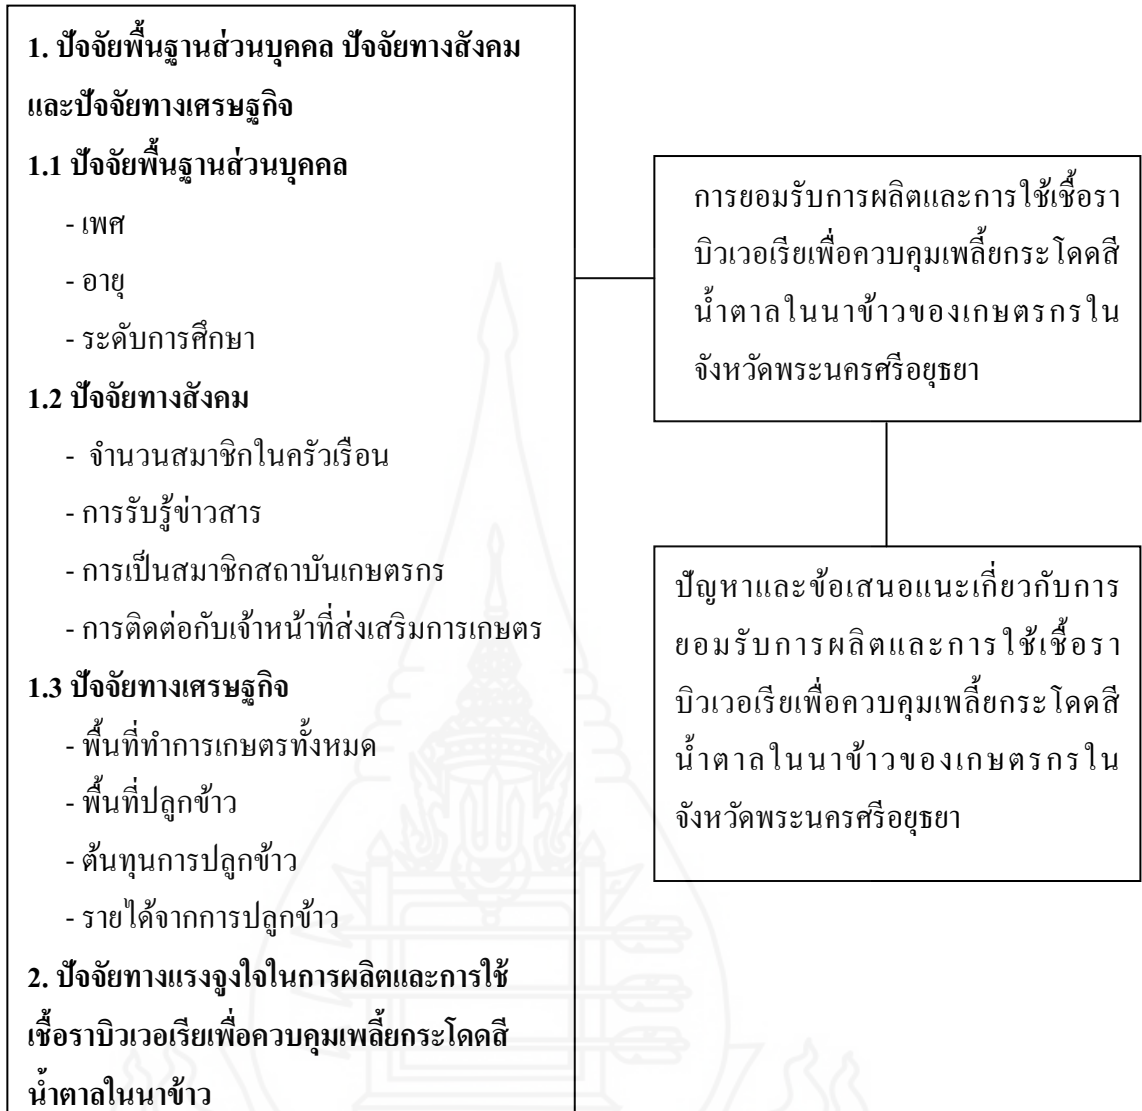 1. ปัจจัยพื้นฐานส่วนบุคคล ปัจจัยทางสังคม
และปัจจัยทางเศรษฐกิจ
1.1 ปัจจัยพื้นฐานส่วนบุคคล
- เพศ
- อายุ
- ระดับการศึกษา
1.2 ปัจจัยทางสังคม
- จำนวนสมาชิกในครัวเรือน
- การรับรู้ข่าวสาร
- การเป็นสมาชิกสถาบันเกษตรกร
- การติดต่อกับเจ้าหน้าที่ส่งเสริมการเกษตร
1.3 ปัจจัยทางเศรษฐกิจ
- พื้นที่ทำการเกษตรทั้งหมด
- พื้นที่ปลูกข้าว
- ต้นทุนการปลูกข้าว
- รายได้จากการปลูกข้าว
2. ปัจจัยทางแรงจูงใจในการผลิตและการใช้
เชื้อราบิวเวอเรียเพื่อควบคุมเพลี้ยกระโดดสี
น้ำตาลในนาข้าว
การยอมรับการผลิตและการใช้เชื้อรา
บิวเวอเรียเพื่อควบคุมเพลี้ยกระโดดสี
น้ำตาลในนาข้าวของเกษตรกรใน
จังหวัดพระนครศรีอยุธยา
ปัญหาและข้อเสนอแนะเกี่ยวกับการ
ยอมรับการผลิตและการใช้เชื้อรา
บิวเวอเรียเพื่อควบคุมเพลี้ยกระโดดสี
น้ำตาลในนาข้าวของเกษตรกรใน
จังหวัดพระนครศรีอยุธยา